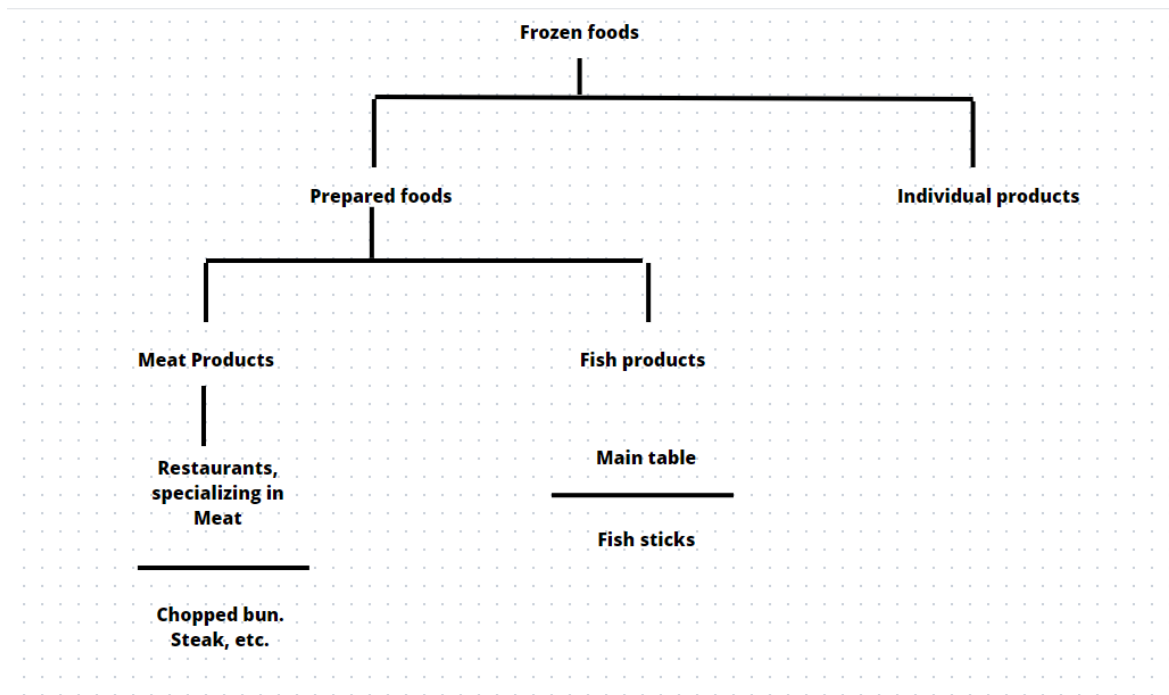 Frozen foods
Prepared foods
Individual products
Meat Products
Fish products
Restaurants,
specializing in
Meat
Main table
Fish sticks
Chopped bun.
Steak, etc.